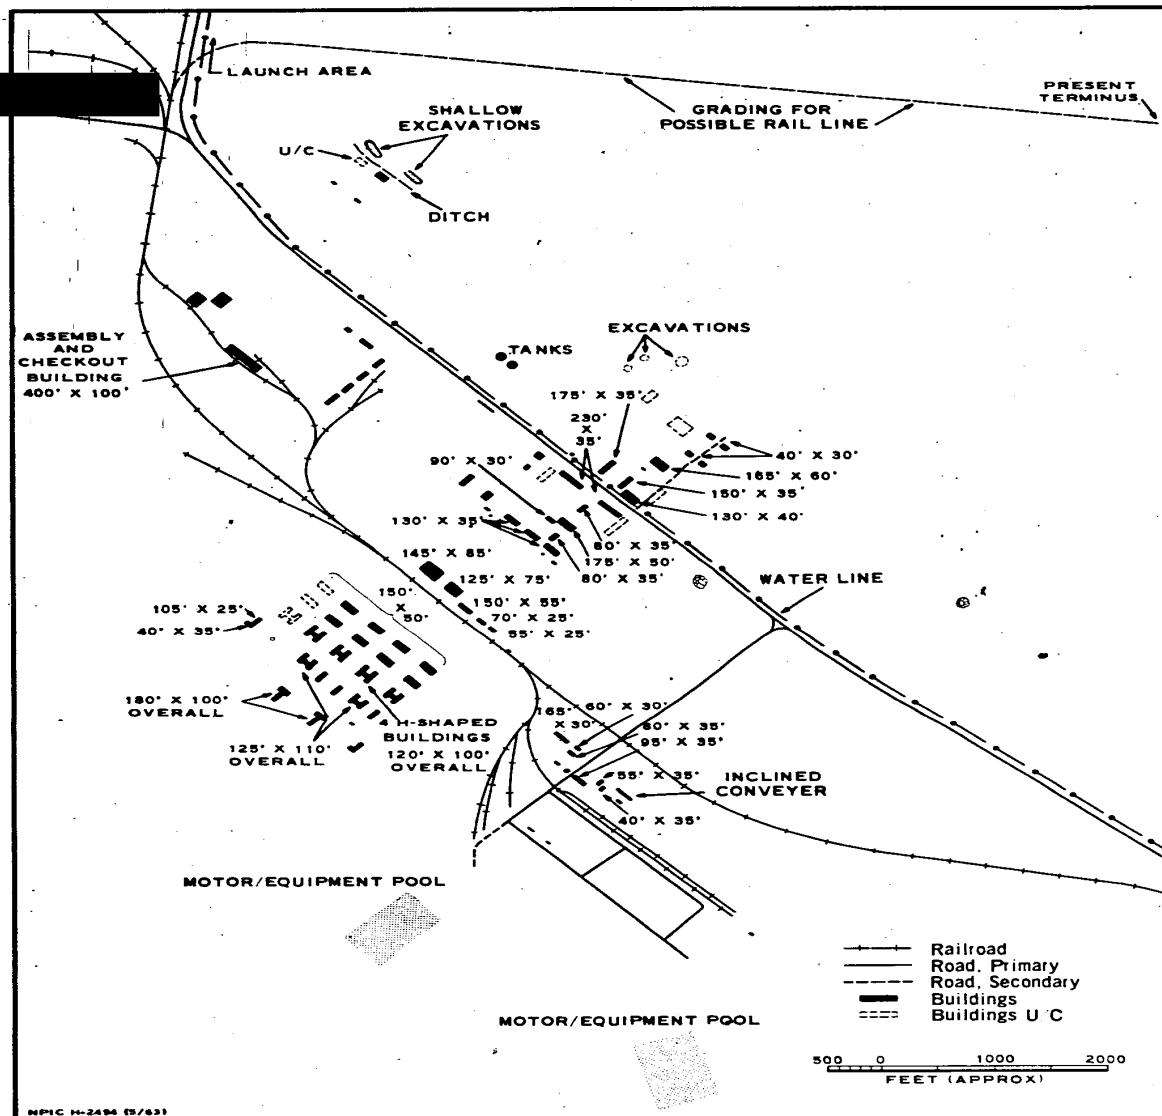 LAUNCH AREA
SHALLOW
EXCAVATIONS
U/C
DITCH
GRADING FOR
POSSIBLE RAIL LINE
PRESENT
TERMINUS
ASSEMBLY
AND
CHECKOUT
BUILDING
400' X 100'
TANKS
EXCAVATIONS
175' X 35'
230'
X
35'
90' X 30'
40' X 30'
165' X 60'
150' X 35'
130' X 40'
130' X 35'
80' X 35'
175' X 50'
80' X 35'
145' X 85'
125' X 75'
150' X 55'
70' X 25'
55' X 25'
150'
X
50'
WATER LINE
105' X 25'
40' X 35'
180' X 100'
OVERALL
125' X 110'
OVERALL
4 H-SHAPED
BUILDINGS
120' X 100'
OVERALL
165'
X 30'
60' X 30'
80' X 35'
95' X 35'
55' X 35'
40' X 35'
INCLINED
CONVEYER
MOTOR/EQUIPMENT POOL
MOTOR/EQUIPMENT POOL
Railroad
Road, Primary
Road, Secondary
Buildings
Buildings U C
500 0 1000 2000
FEET (APPROX)
NPIC H-2494 (5/63)